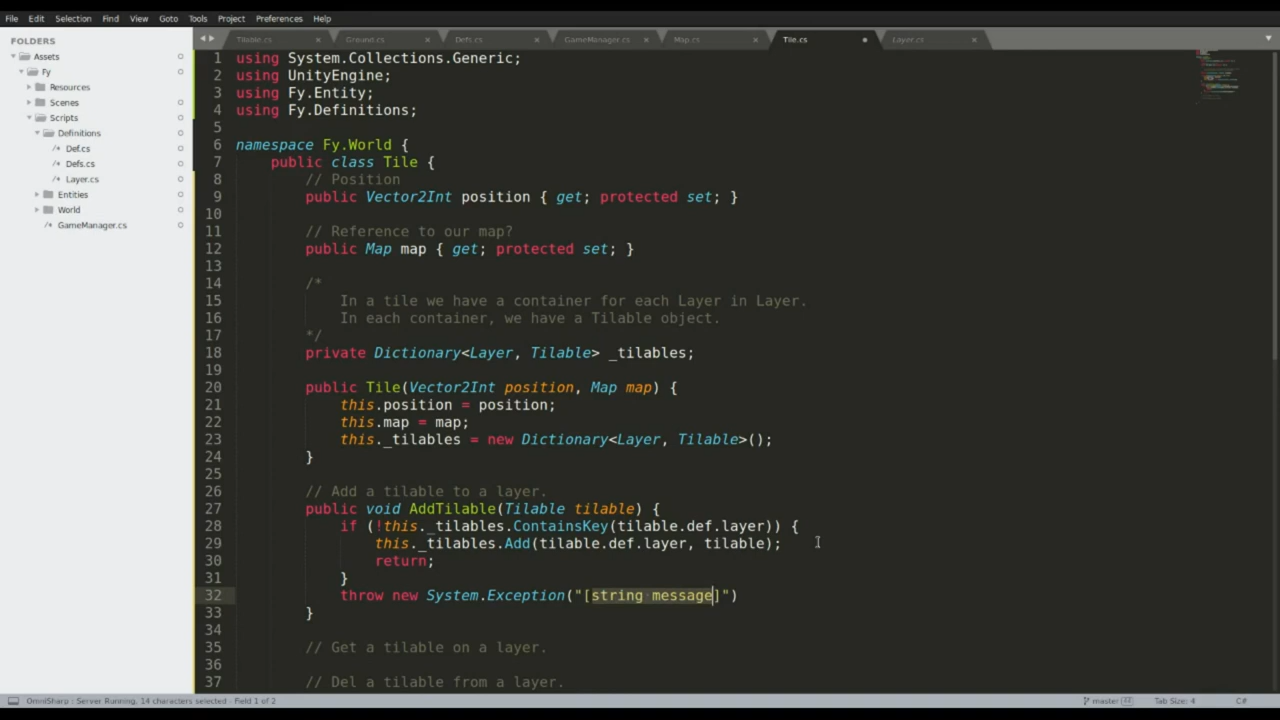 File Edit Selection Find View Goto Tools Project Preferences Help
FOLDERS
Assets
Fy
Resources
Scenes
Scripts
Definitions
/* Def.cs
/* Defs.cs
/* Layer.cs
Entities
World
/* GameManager.cs
Tilable.cs × Ground.cs × Defs.cs × GameManager.cs × Map.cs × Tile.cs Layer.cs ×
1 using System.Collections.Generic;
2 using UnityEngine;
3 using Fy.Entity;
4 using Fy.Definitions;
5
6 namespace Fy.World {
7 public class Tile {
8 // Position
9 public Vector2Int position { get; protected set; }
10
11 // Reference to our map?
12 public Map map { get; protected set; }
13
14 /*
15 In a tile we have a container for each Layer in Layer.
16 In each container, we have a Tilable object.
17 */
18 private Dictionary<Layer, Tilable> _tilables;
19
20 public Tile(Vector2Int position, Map map) {
21 this.position = position;
22 this.map = map;
23 this._tilables = new Dictionary<Layer, Tilable>();
24 }
25
26 // Add a tilable to a layer.
27 public void AddTilable(Tilable tilable) {
28 if (!this._tilables.ContainsKey(tilable.def.layer)) {
29 this._tilables.Add(tilable.def.layer, tilable);
30 return;
31 }
32 throw new System.Exception("[string message]")
33 }
34
35 // Get a tilable on a layer.
36
37 // Del a tilable from a layer.
OmniSharp : Server Running, 14 characters selected - Field 1 of 2 master Tab Size: 4 C#